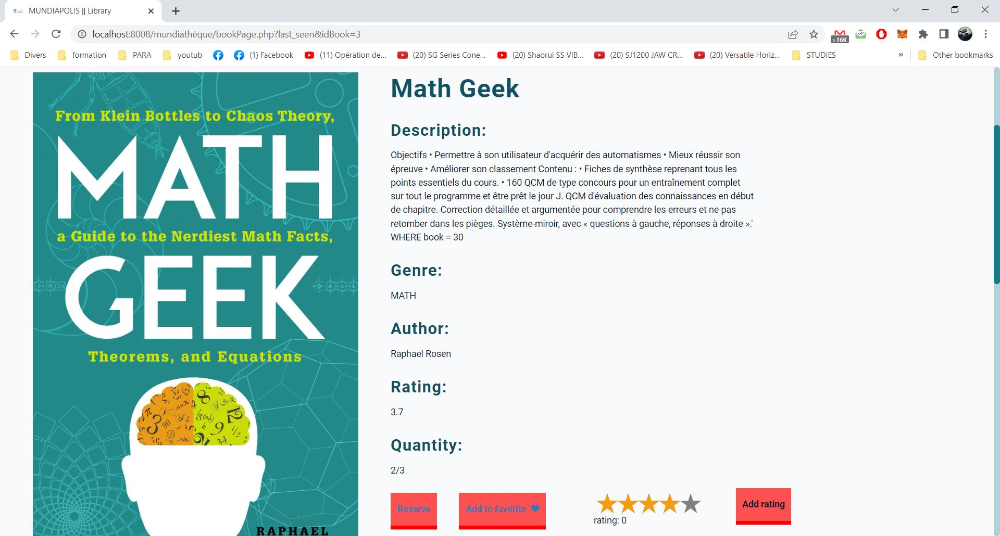 MUNDIAPOLIS || Library
localhost:8008/mundiathèque/bookPage.php?last_seen&idBook=3
>16K
Divers
formation
PARA
youtub
(1) Facebook
(11) Opération de...
(20) SG Series Cone...
(20) Shaorui SS VIB...
(20) SJ1200 JAW CR...
(20) Versatile Horiz...
STUDIES
»
Other bookmarks
From Klein Bottles to Chaos Theory,
MATH
a Guide to the Nerdiest Math Facts,
GEEK
Theorems, and Equations
RAPHAEL
Math Geek
Description:
Objectifs • Permettre à son utilisateur d'acquérir des automatismes • Mieux réussir son
épreuve • Améliorer son classement Contenu : • Fiches de synthèse reprenant tous les
points essentiels du cours. • 160 QCM de type concours pour un entraînement complet
sur tout le programme et être prêt le jour J. QCM d'évaluation des connaissances en début
de chapitre. Correction détaillée et argumentée pour comprendre les erreurs et ne pas
retomber dans les pièges. Système-miroir, avec « questions à gauche, réponses à droite ».'
WHERE book = 30
Genre:
MATH
Author:
Raphael Rosen
Rating:
3.7
Quantity:
2/3
Reserve
Add to favorite
rating: 0
Add rating